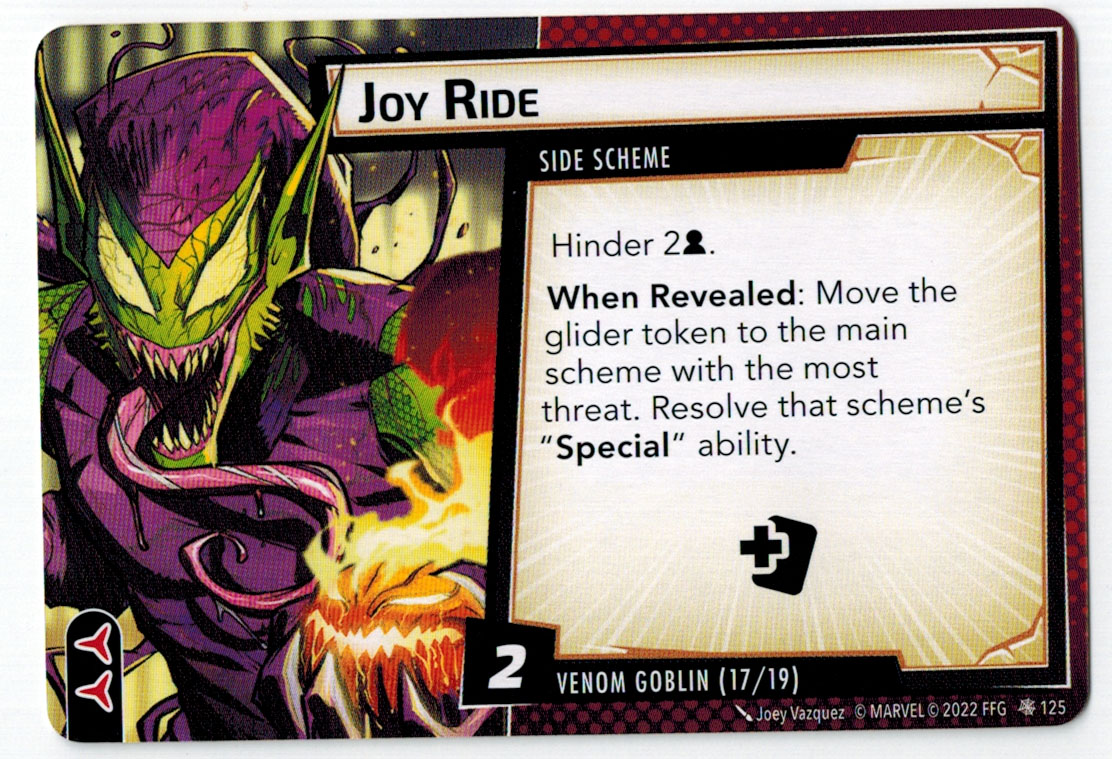 JOY RIDE
SIDE SCHEME
Hinder 2.
When Revealed: Move the
glider token to the main
scheme with the most
threat. Resolve that scheme's
“Special” ability.
2
VENOM GOBLIN (17/19)
Joey Vazquez © MARVEL © 2022 FFG 125